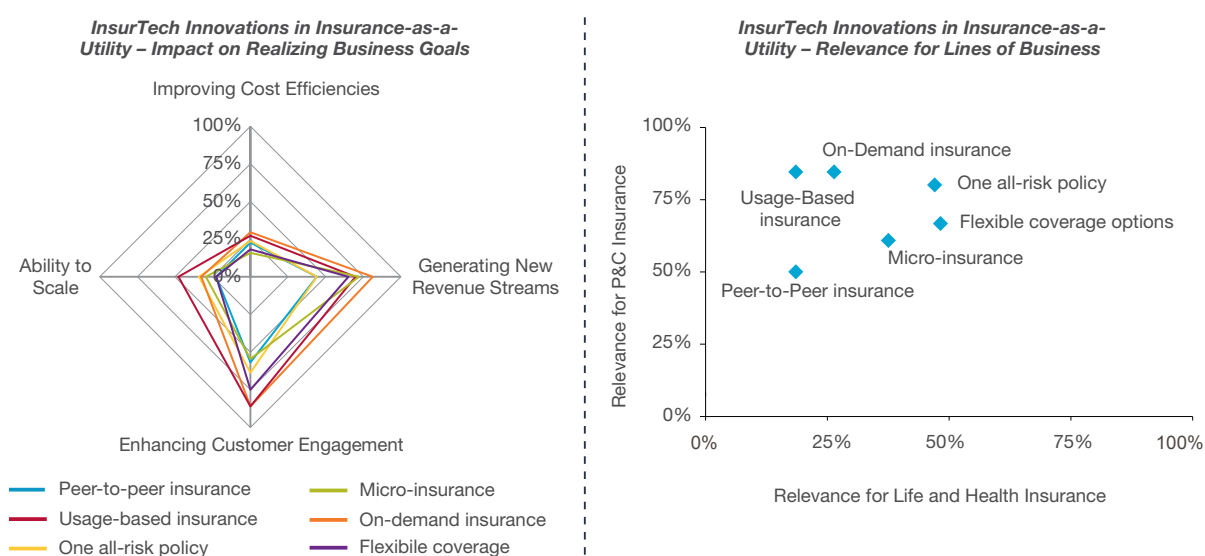 InsurTech Innovations in Insurance-as-a-
Utility – Impact on Realizing Business Goals
Improving Cost Efficiencies
100%
75%
50%
25%
0%
Ability to
Scale
Generating New
Revenue Streams
Enhancing Customer Engagement
Peer-to-peer insurance
Usage-based insurance
One all-risk policy
Micro-insurance
On-demand insurance
Flexibile coverage
InsurTech Innovations in Insurance-as-a-
Utility – Relevance for Lines of Business
Relevance for P&C Insurance
100%
75%
50%
25%
0%
On-Demand insurance
Usage-Based
insurance
One all-risk policy
Flexible coverage options
Micro-insurance
Peer-to-Peer insurance
0%
25%
50%
75%
100%
Relevance for Life and Health Insurance